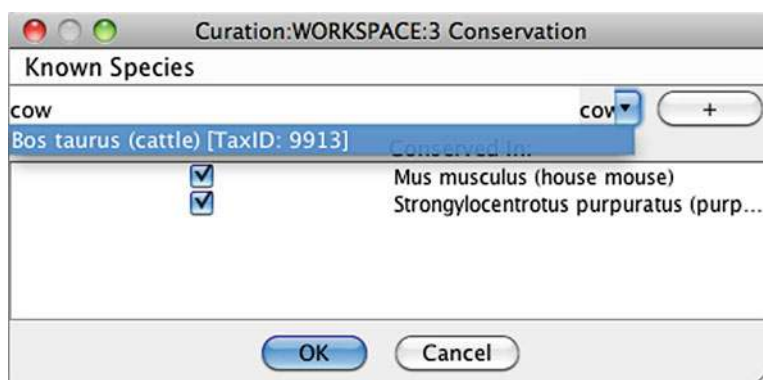 Curation:WORKSPACE:3 Conservation
Known Species
cow cow +
Bos taurus (cattle) [TaxID: 9913]
Conserved In:
Mus musculus (house mouse)
Strongylocentrotus purpuratus (purp...
OK Cancel